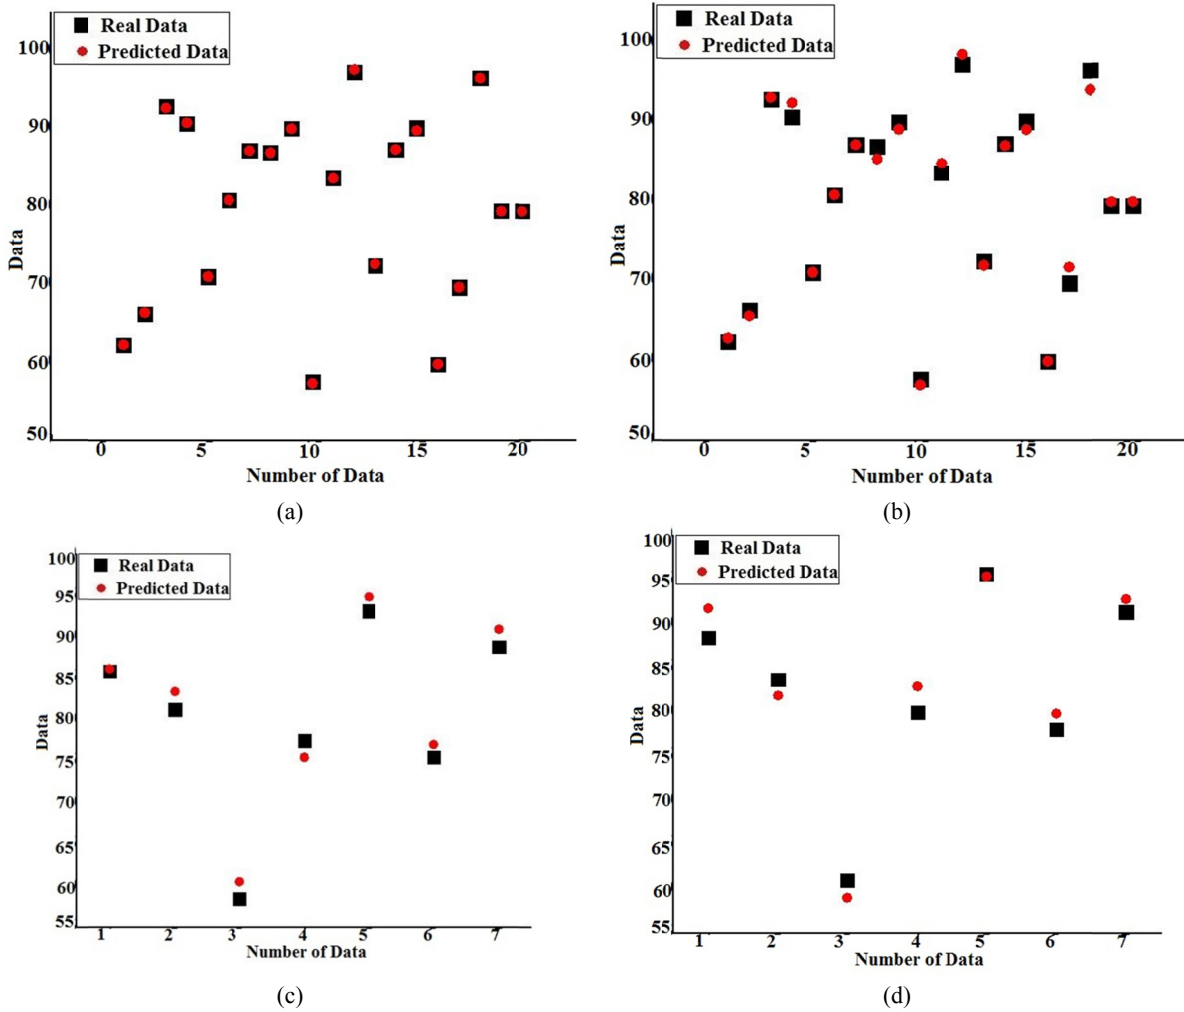 Real Data
Predicted Data
100
90
80
70
60
50
Data
0 5 10 15 20
Number of Data
(a)
Real Data
Predicted Data
100
90
80
70
60
50
Data
0 5 10 15 20
Number of Data
(b)
Real Data
Predicted Data
100
95
90
85
80
75
70
65
60
55
Data
1 2 3 4 5 6 7
Number of Data
(c)
Real Data
Predicted Data
100
95
90
85
80
75
70
65
60
55
Data
1 2 3 4 5 6 7
Number of Data
(d)